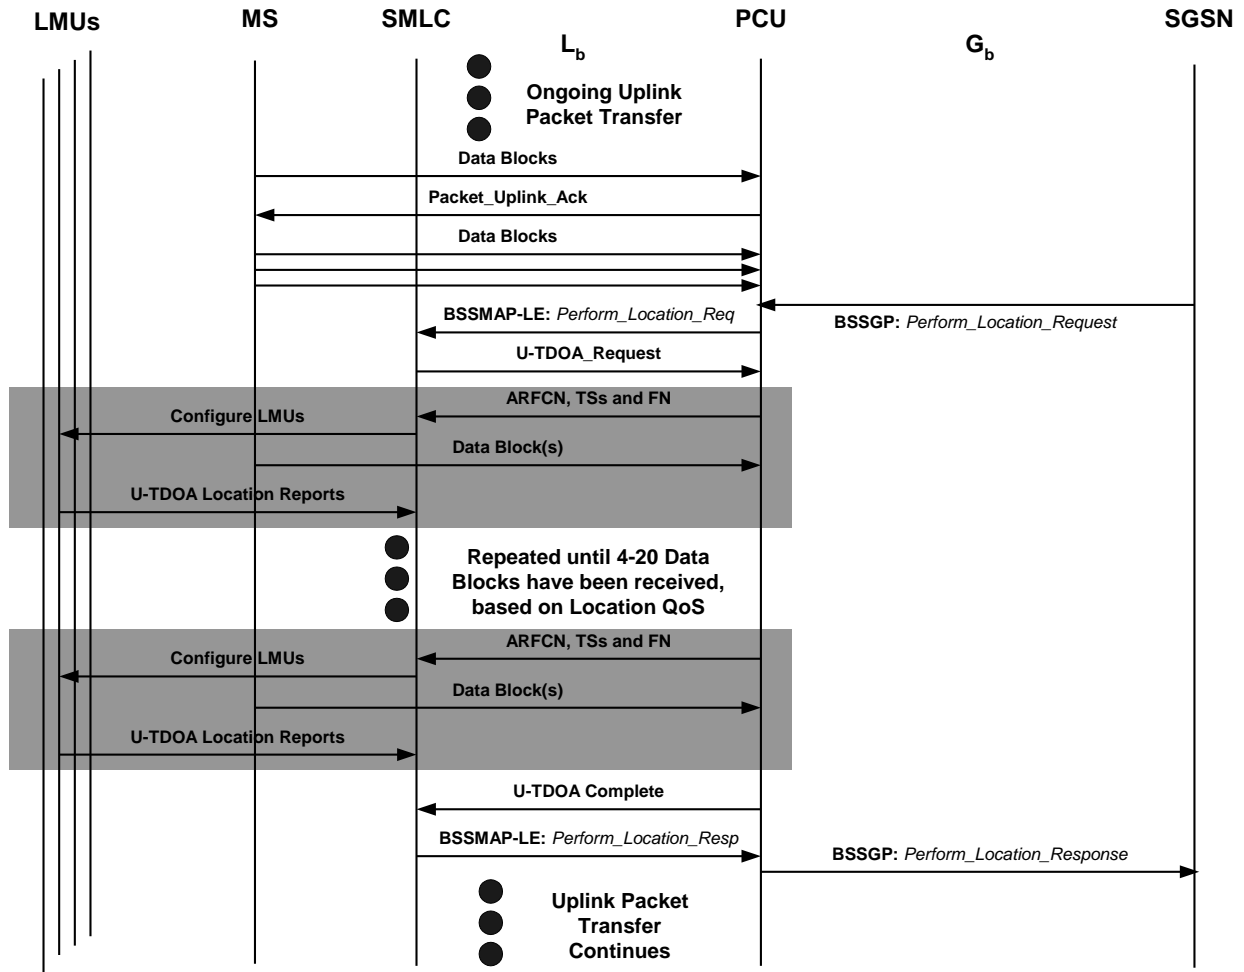 LMUs
MS
SMLC
PCU
SGSN
Lb
Gb
Ongoing Uplink
Packet Transfer
Data Blocks
Packet_Uplink_Ack
Data Blocks
BSSMAP-LE: Perform_Location_Req
BSSGP: Perform_Location_Request
U-TDOA_Request
ARFCN, TSs and FN
Configure LMUs
Data Block(s)
U-TDOA Location Reports
Repeated until 4-20 Data
Blocks have been received,
based on Location QoS
ARFCN, TSs and FN
Configure LMUs
Data Block(s)
U-TDOA Location Reports
U-TDOA Complete
BSSMAP-LE: Perform_Location_Resp
BSSGP: Perform_Location_Response
Uplink Packet
Transfer
Continues